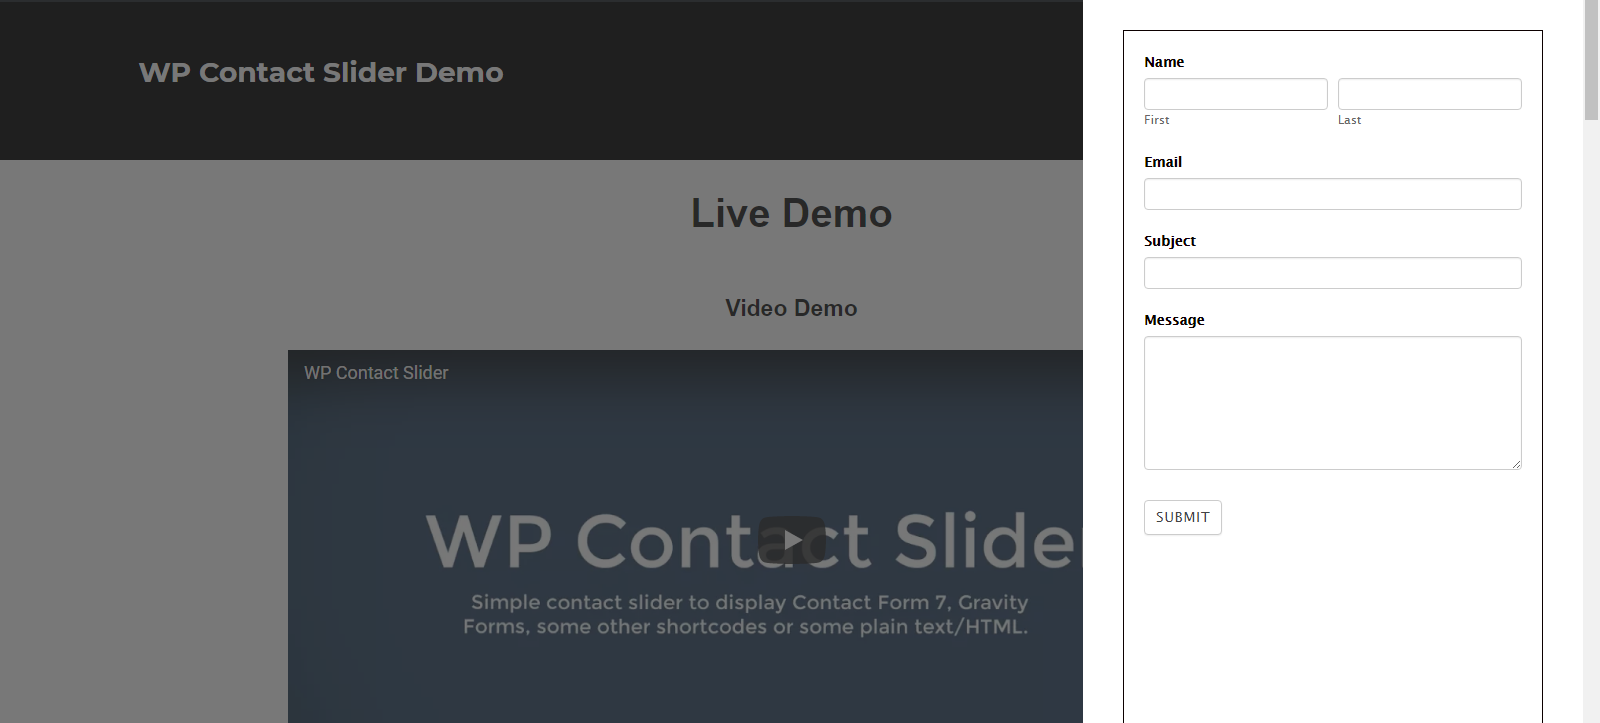 WP Contact Slider Demo
Live Demo
Video Demo
WP Contact Slider
WP Contact Slider
Simple contact slider to display Contact Form 7, Gravity
Forms, some other shortcodes or some plain text/HTML.
Name
First Last
Email
Subject
Message
SUBMIT